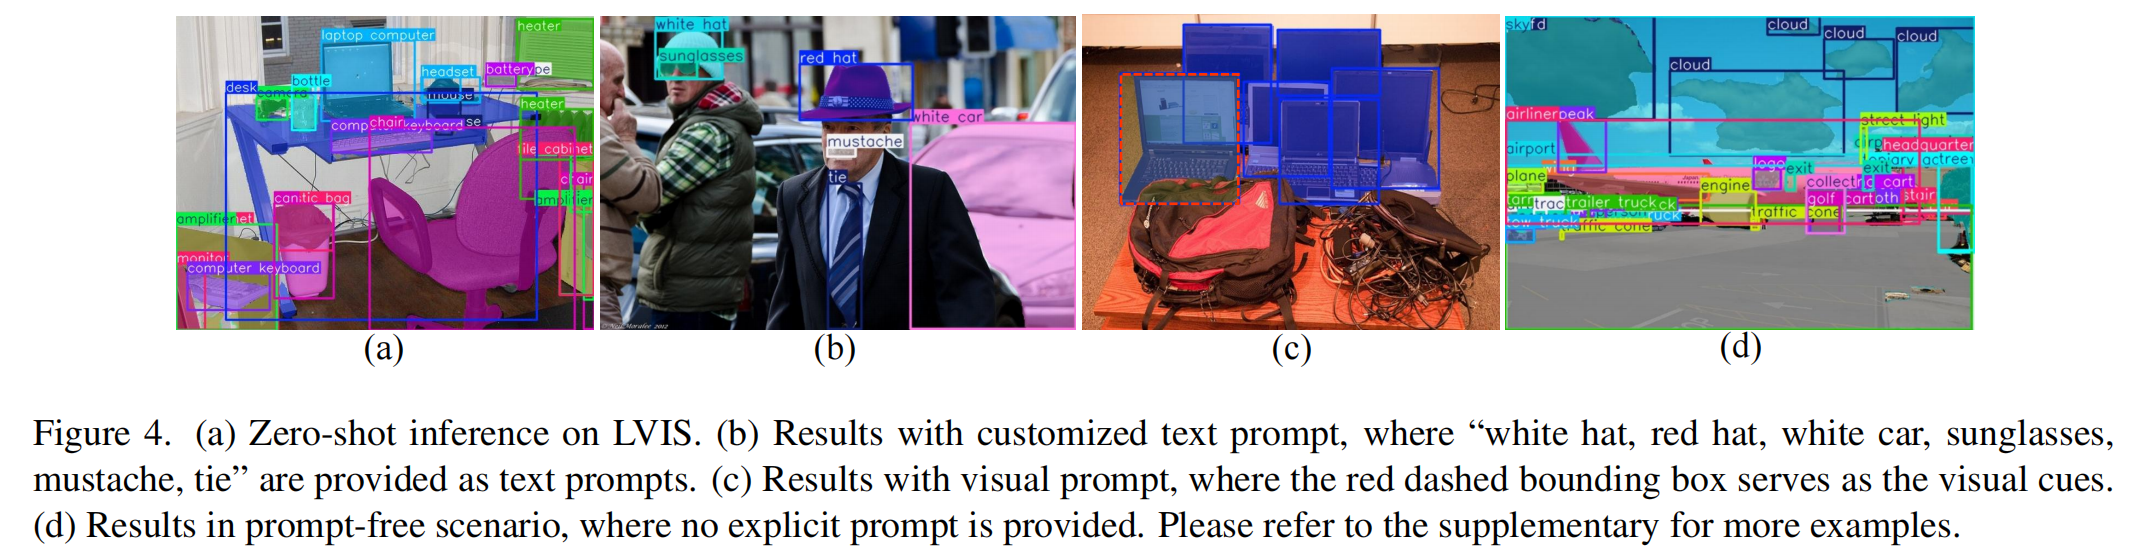 heater
laptop computer
headset
battery
pe
desk
bottle
camera
mouse
se
heater
computer keyboard
chair
file cabinet
chair
amplifier
canitic bag
amplifier
et
monitor
computer keyboard
white hat
sunglasses
red hat
white car
mustache
tie
sky
fd
cloud
cloud
cloud
cloud
airliner
peak
street light
headquarter
airport
logo
exit
exit
plane
engine
collect
cart
golf cart
oth
stair
trac
trailer truck
ck
traffic cone
(a)
(b)
(c)
(d)
Figure 4. (a) Zero-shot inference on LVIS. (b) Results with customized text prompt, where “white hat, red hat, white car, sunglasses,
mustache, tie” are provided as text prompts. (c) Results with visual prompt, where the red dashed bounding box serves as the visual cues.
(d) Results in prompt-free scenario, where no explicit prompt is provided. Please refer to the supplementary for more examples.